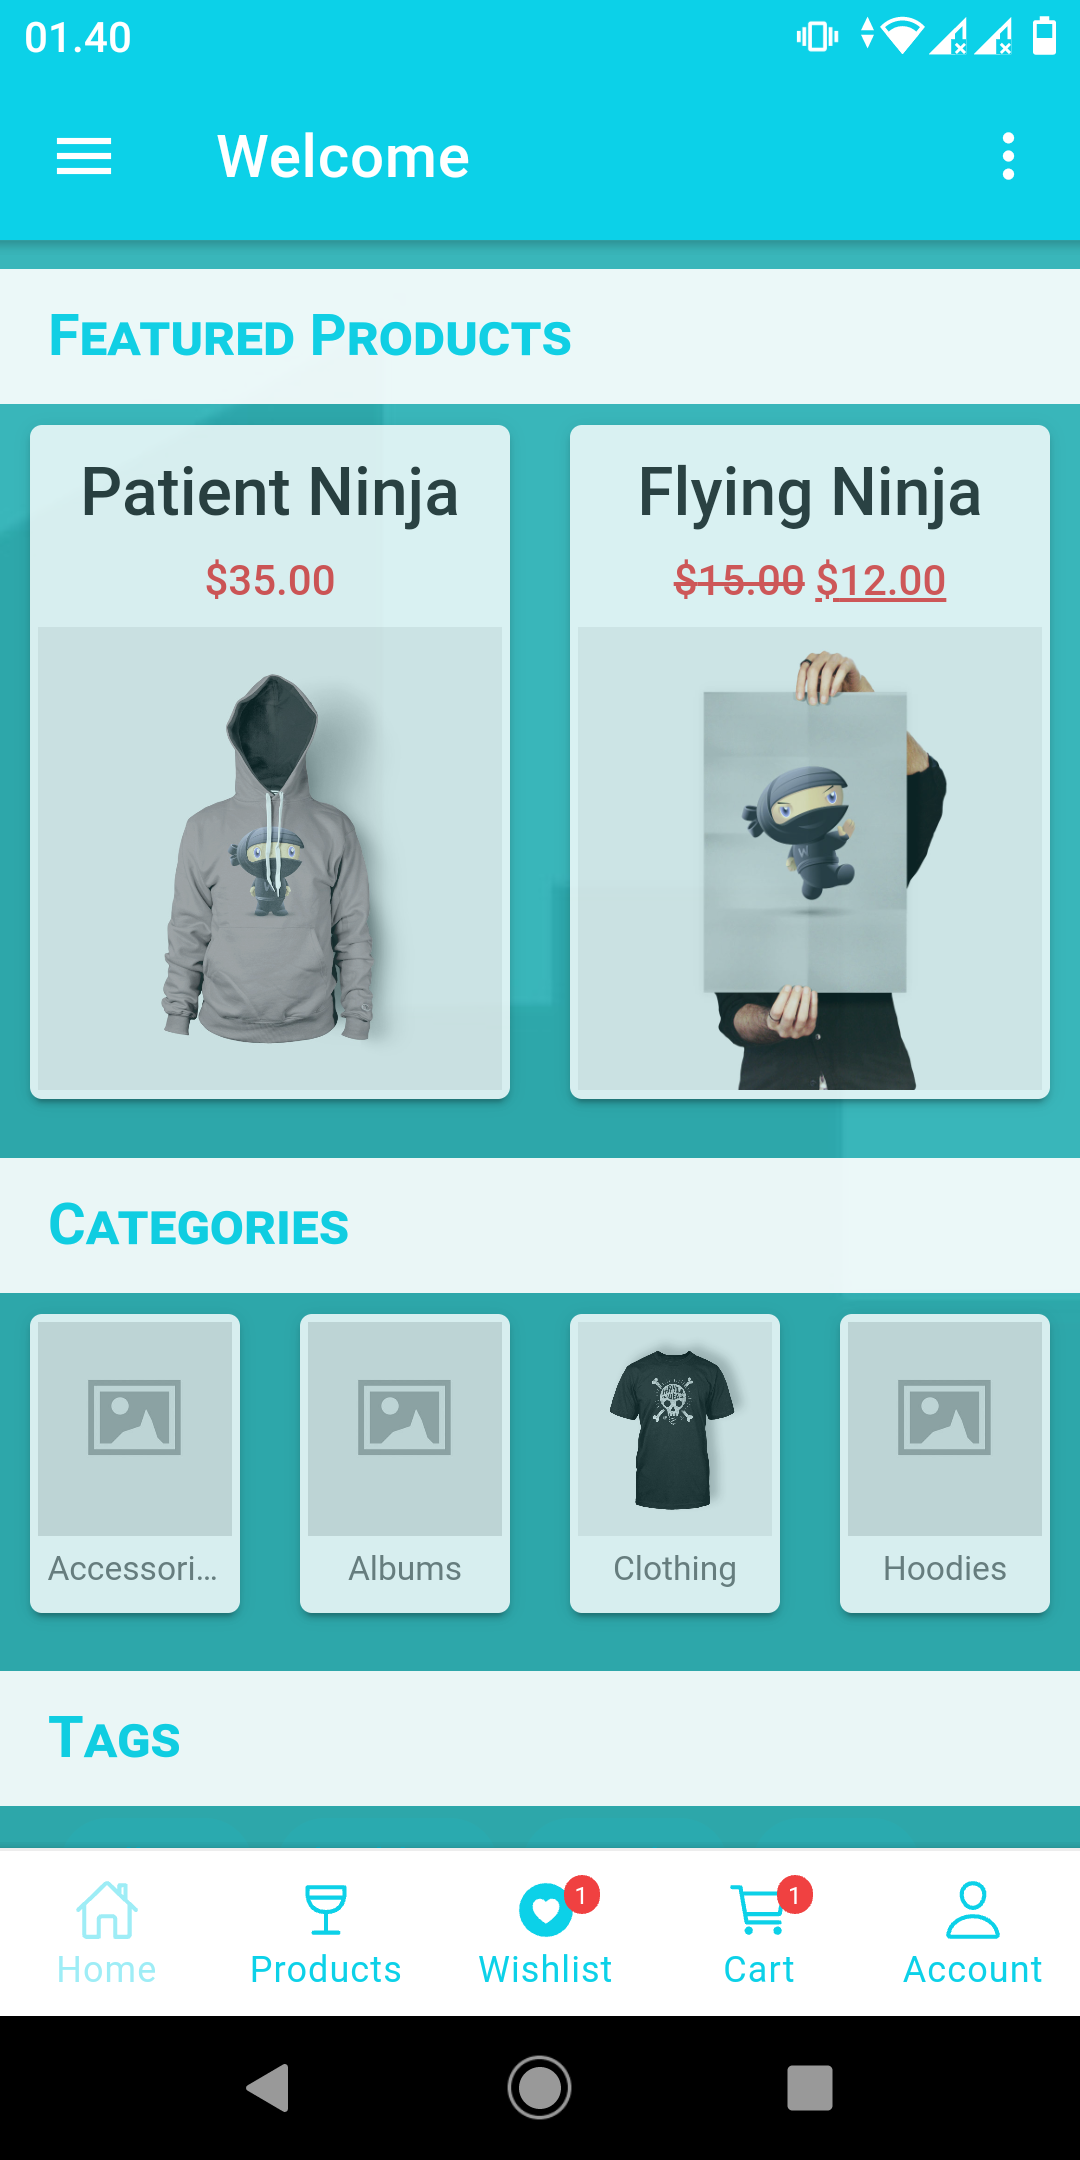 01.40
Welcome
Featured Products
Patient Ninja
$35.00
Flying Ninja
$15.00 $12.00
W
W
Categories
Accessori...
Albums
Clothing
Hoodies
Tags
1
1
Home
Products
Wishlist
Cart
Account